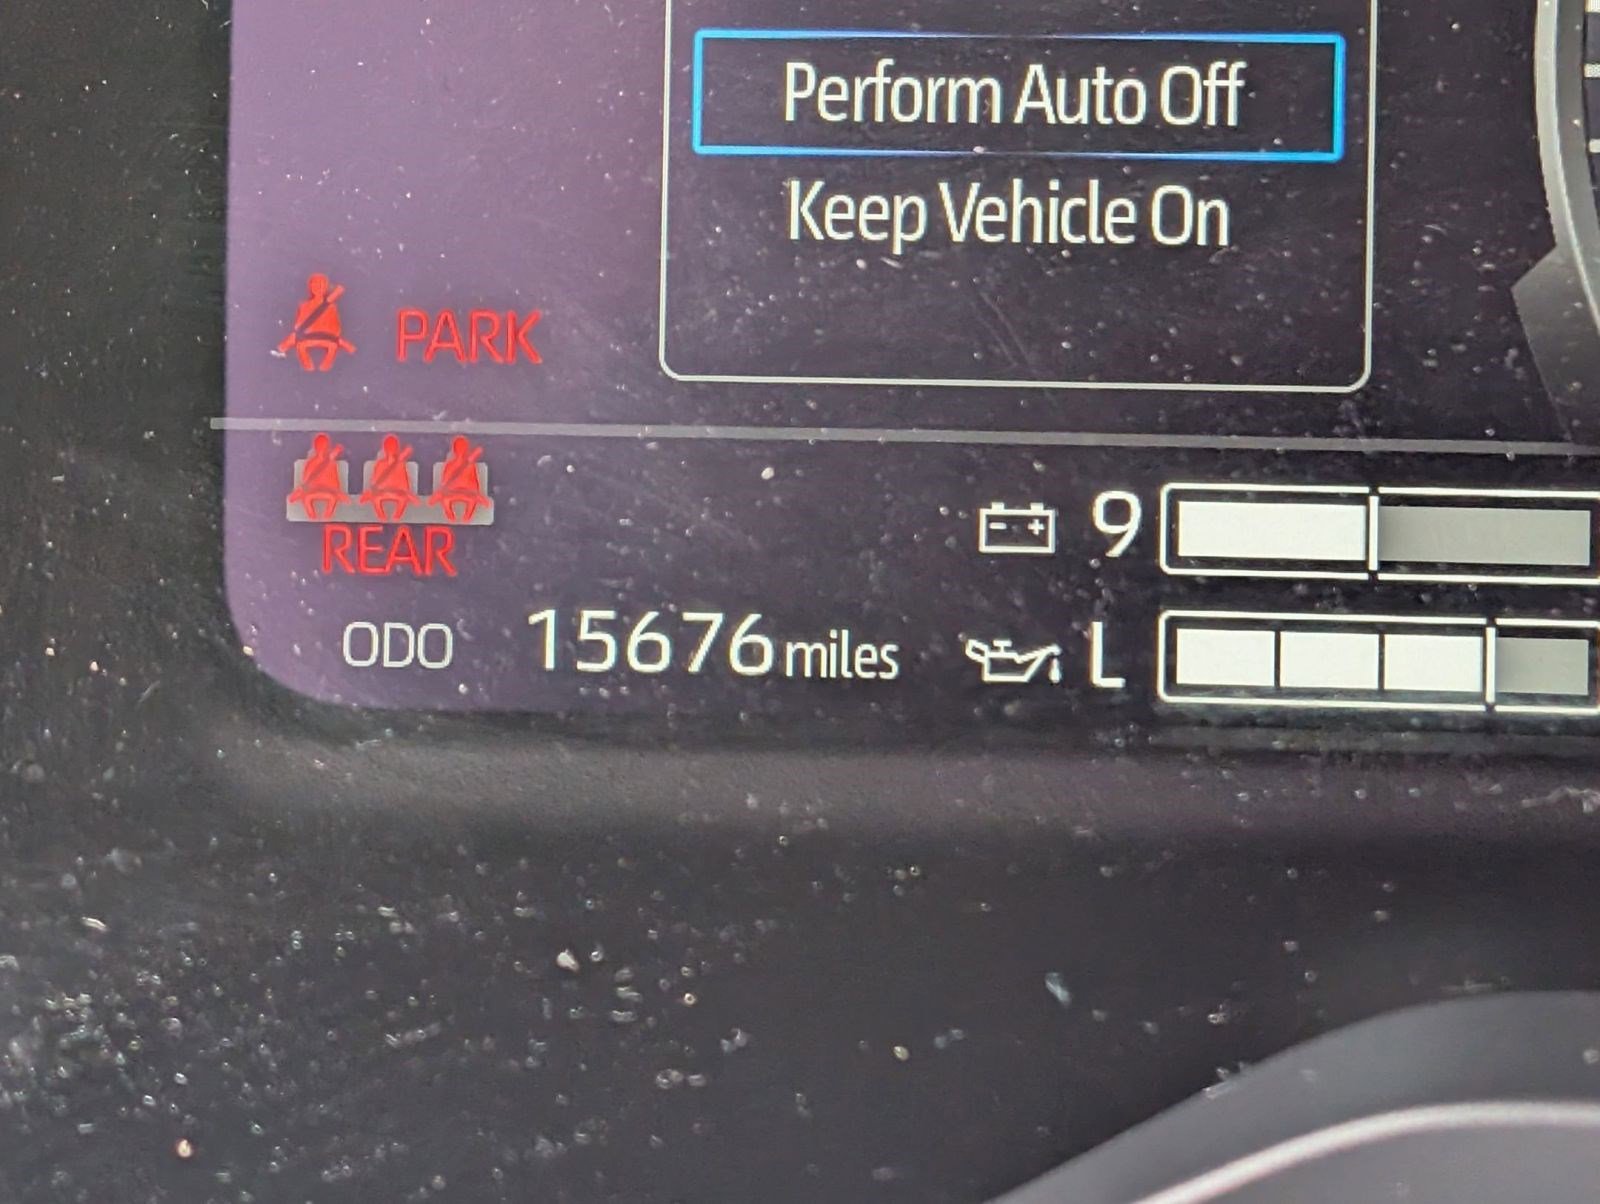 Perform Auto Off
Keep Vehicle On
PARK
REAR
9
ODO 15676 miles
L